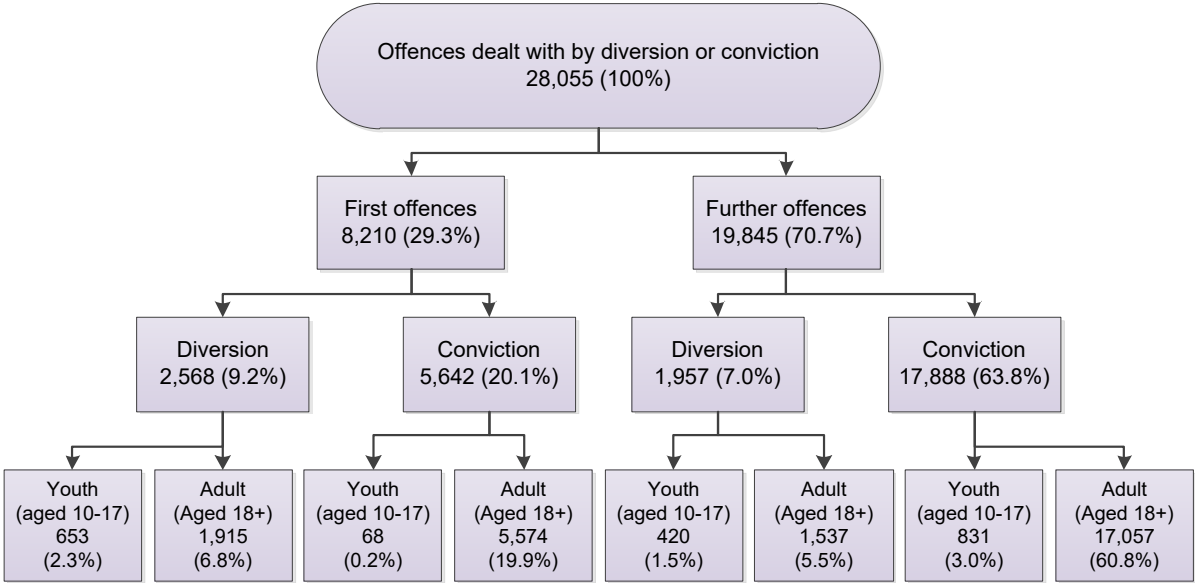 Offences dealt with by diversion or conviction
28,055 (100%)
First offences
8,210 (29.3%)
Further offences
19,845 (70.7%)
Diversion
2,568 (9.2%)
Conviction
5,642 (20.1%)
Diversion
1,957 (7.0%)
Conviction
17,888 (63.8%)
Youth
(aged 10-17)
653
(2.3%)
Adult
(Aged 18+)
1,915
(6.8%)
Youth
(aged 10-17)
68
(0.2%)
Adult
(Aged 18+)
5,574
(19.9%)
Youth
(aged 10-17)
420
(1.5%)
Adult
(Aged 18+)
1,537
(5.5%)
Youth
(aged 10-17)
831
(3.0%)
Adult
(Aged 18+)
17,057
(60.8%)